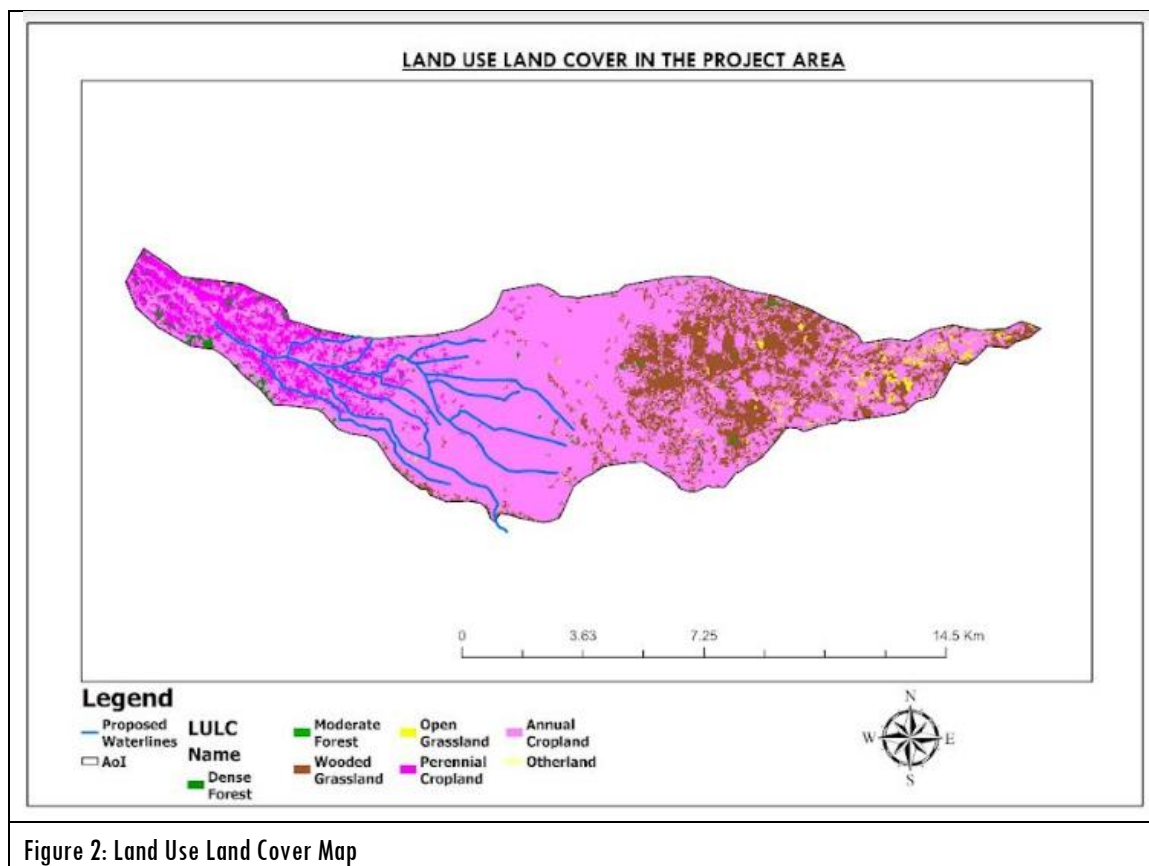 LAND USE LAND COVER IN THE PROJECT AREA
0 3.63 7.25 14.5 Km
Legend
Proposed
Waterlines
AoI
LULC
Name
Dense
Forest
Moderate
Forest
Wooded
Grassland
Open
Grassland
Perennial
Cropland
Annual
Cropland
Otherland
N
W E
S
Figure 2: Land Use Land Cover Map